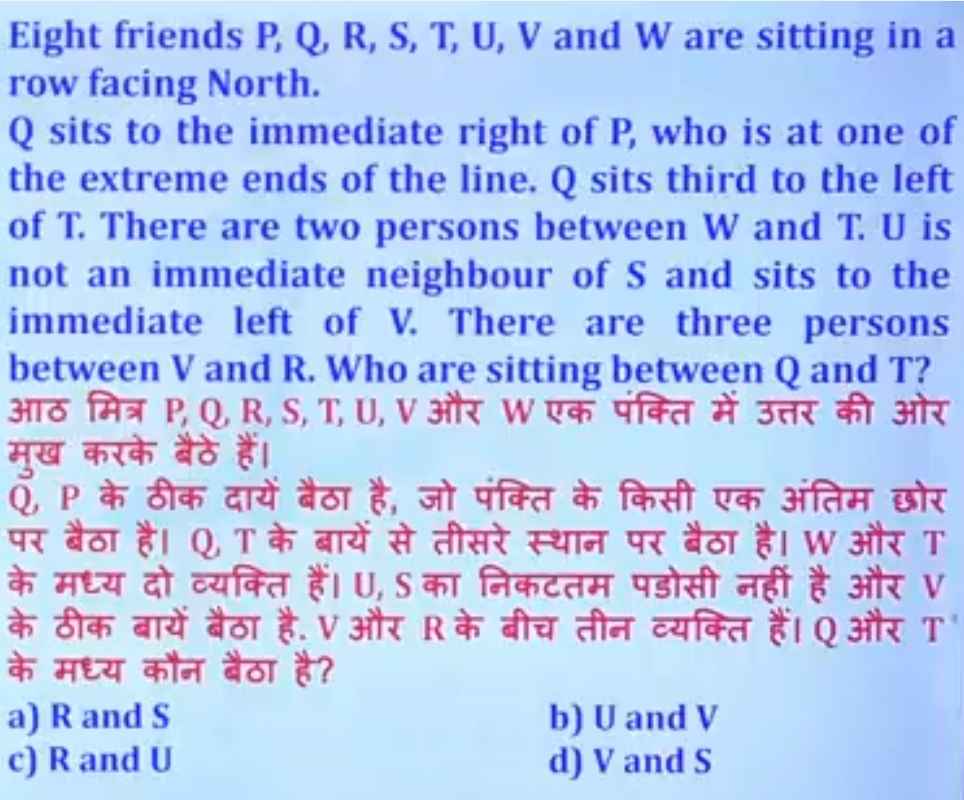 Eight friends P, Q, R, S, T, U, V and W are sitting in a
row facing North.
Q sits to the immediate right of P, who is at one of
the extreme ends of the line. Q sits third to the left
of T. There are two persons between W and T. U is
not an immediate neighbour of S and sits to the
immediate left of V. There are three persons
between V and R. Who are sitting between Q and T?
आठ मित्र P, Q, R, S, T, U, V और W एक पंक्ति में उत्तर की ओर
मुख करके बैठे हैं।
Q, P के ठीक दायें बैठा है, जो पंक्ति के किसी एक अंतिम छोर
पर बैठा है। Q, T के बायें से तीसरे स्थान पर बैठा है। W और T
के मध्य दो व्यक्ति हैं। U, S का निकटतम पडोसी नहीं है और V
के ठीक बायें बैठा है. V और R के बीच तीन व्यक्ति हैं। Q और T
के मध्य कौन बैठा है?
a) R and S b) U and V
c) R and U d) V and S